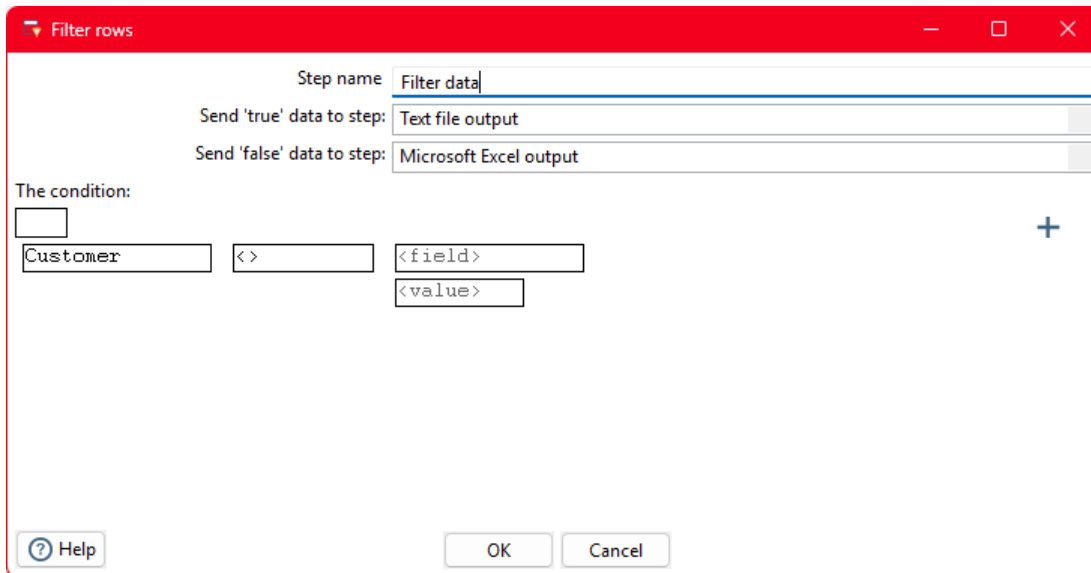 Filter rows
Step name Filter data
Send 'true' data to step: Text file output
Send 'false' data to step: Microsoft Excel output
The condition:
Customer <> <field>
<value>
Help OK Cancel